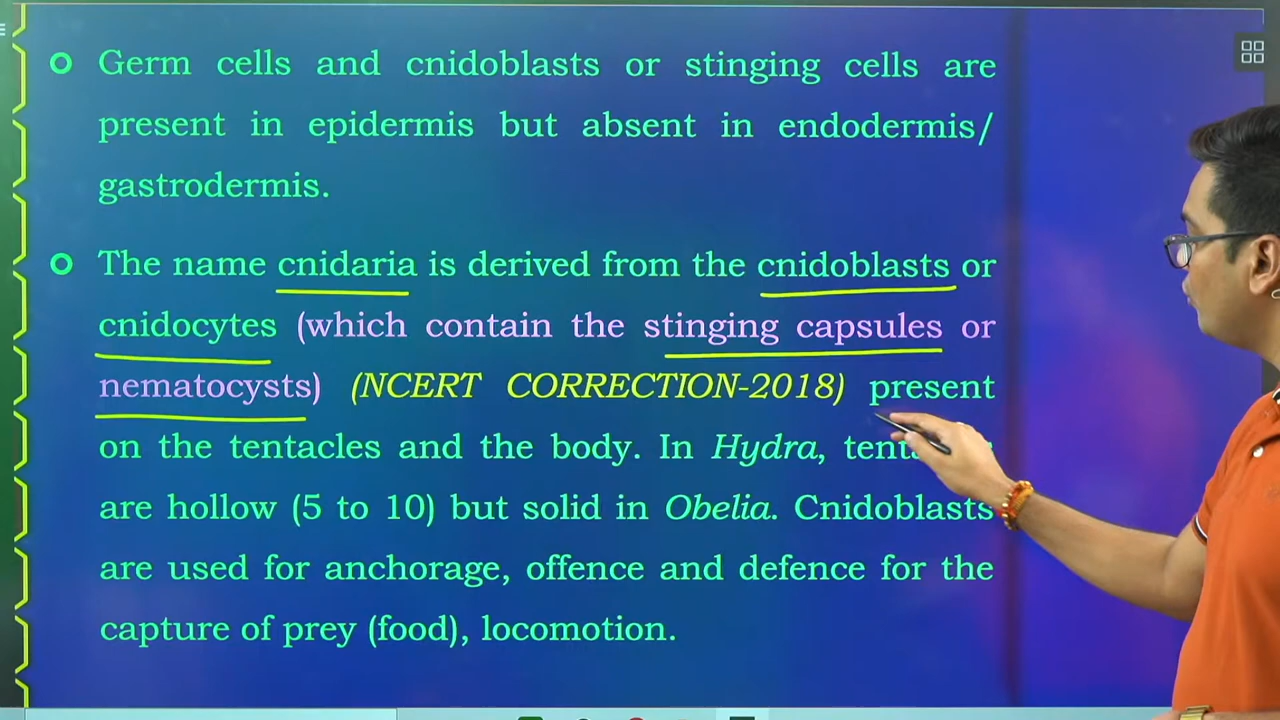 Germ cells and cnidoblasts or stinging cells are
present in epidermis but absent in endodermis/
gastrodermis.
The name cnidaria is derived from the cnidoblasts or
cnidocytes (which contain the stinging capsules or
nematocysts) (NCERT CORRECTION-2018) present
on the tentacles and the body. In Hydra,
are hollow (5 to 10) but solid in Obelia. Cnidoblasts
are used for anchorage, offence and defence for the
capture of prey (food), locomotion.